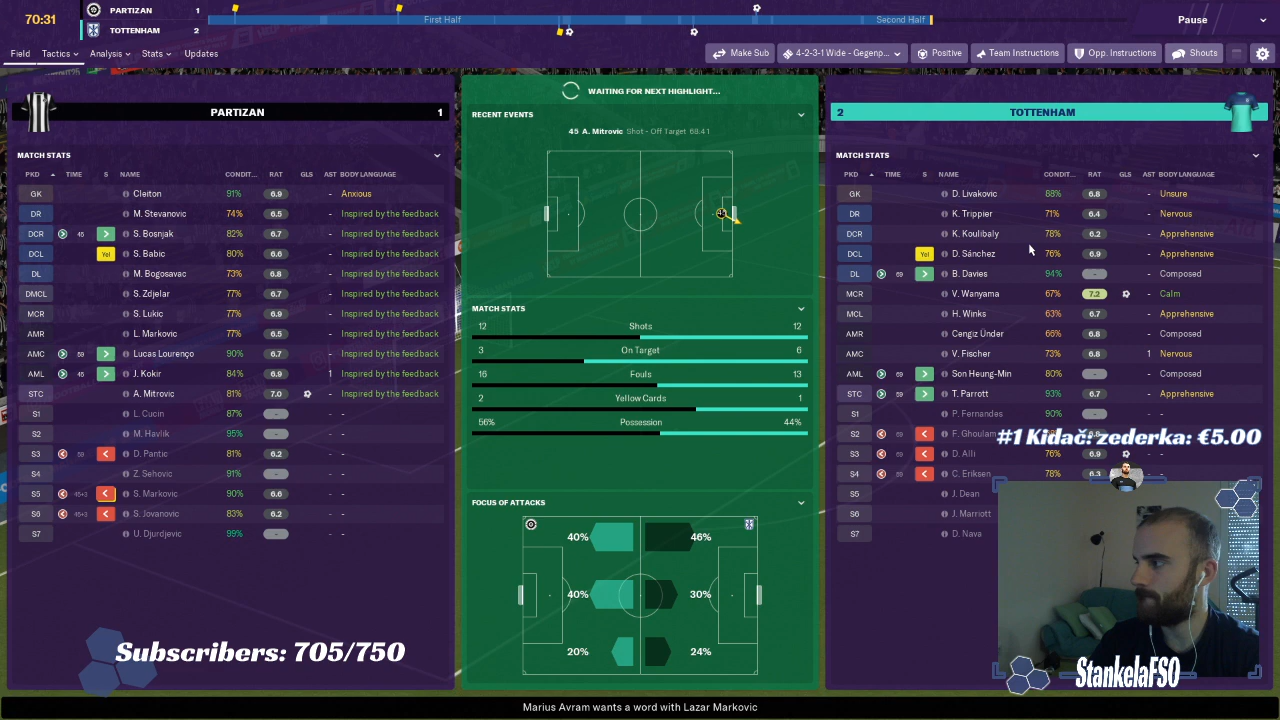 70:31
PARTIZAN 1
TOTTENHAM 2
First Half
Second Half
Pause
Field Tactics Analysis Stats Updates
Make Sub
4-2-3-1 Wide - Gegenp...
Positive
Team Instructions
Opp. Instructions
Shouts
PARTIZAN 1
MATCH STATS
PKD TIME S NAME CONDIT... RAT GLS AST BODY LANGUAGE
GK Cleiton 91% 6.9 - Anxious
DR M. Stevanovic 74% 6.5 - Inspired by the feedback
DCR 45 S. Bosnjak 82% 6.7 - Inspired by the feedback
DCL Yel S. Babic 80% 6.6 - Inspired by the feedback
DL M. Bogosavac 73% 6.8 - Inspired by the feedback
DMCL S. Zdjelar 77% 6.7 - Inspired by the feedback
MCR S. Lukic 77% 6.9 - Inspired by the feedback
AMR L. Markovic 77% 6.5 - Inspired by the feedback
AMC 59 Lucas Lourenço 90% 6.7 - Inspired by the feedback
AML 45 J. Kokir 84% 6.9 1 Inspired by the feedback
STC A. Mitrovic 81% 7.0 - Inspired by the feedback
S1 L. Cucin 87% - - -
S2 M. Havlik 95% - - -
S3 59 D. Pantic 81% 6.2 - -
S4 Z. Sehovic 91% - - -
S5 45+3 S. Markovic 90% 6.6 - -
S6 45+3 S. Jovanovic 83% 6.2 - -
S7 U. Djurdjevic 99% - - -
WAITING FOR NEXT HIGHLIGHT...
RECENT EVENTS
45 A. Mitrovic Shot - Off Target 68:41
45
MATCH STATS
12 Shots 12
3 On Target 6
16 Fouls 13
2 Yellow Cards 1
56% Possession 44%
FOCUS OF ATTACKS
40% 46%
40% 30%
20% 24%
2 TOTTENHAM
MATCH STATS
PKD TIME S NAME CONDIT... RAT GLS AST BODY LANGUAGE
GK D. Livakovic 88% 6.8 - Unsure
DR K. Trippier 71% 6.4 - Nervous
DCR K. Koulibaly 78% 6.2 - Apprehensive
DCL Yel D. Sánchez 76% 6.9 - Apprehensive
DL 69 B. Davies 94% - - Composed
MCR V. Wanyama 67% 7.2 - Calm
MCL H. Winks 63% 6.7 - Apprehensive
AMR Cengiz Ünder 66% 6.8 - Composed
AMC V. Fischer 73% 6.8 1 Nervous
AML 69 Son Heung-Min 80% - - Composed
STC 59 T. Parrott 93% 6.7 - Apprehensive
S1 P. Fernandes 90% - - -
S2 69 F. Ghoulam
S3 59 D. Alli 76% 6.9
S4 69 C. Eriksen 78% 6.3
S5 J. Dean
S6 J. Marriott
S7 D. Nava
#1 Kidač: zederka: €5.00
Subscribers: 705/750
StankelaFSO
Marius Avram wants a word with Lazar Markovic